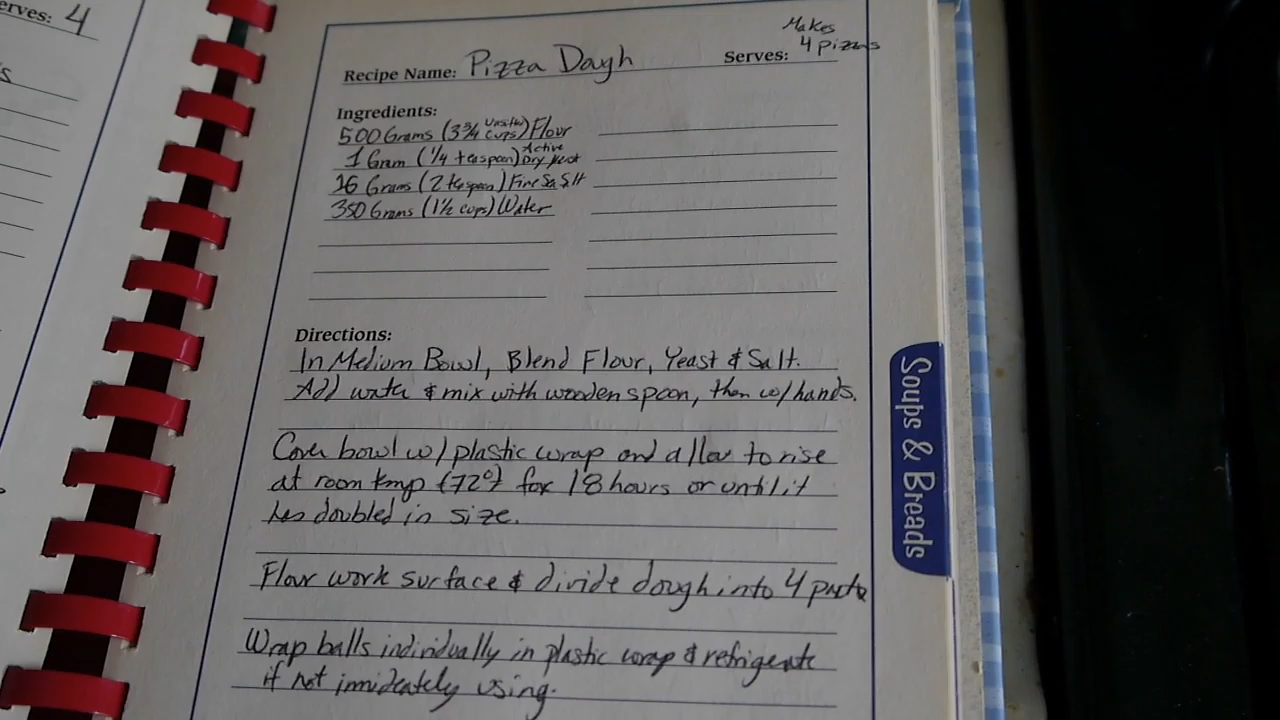 erves: 4
s
Makes
Recipe Name: Pizza Daugh Serves: 4 pizzas
Ingredients:
500 Grams (3 3/4 cups) Flour
1 Gram (1/4 teaspoon) Active Dry Yeast
16 Grams (2 teaspoon) Fine Sea Salt
350 Grams (1 1/2 cups) Water
Directions:
In Medium Bowl, Blend Flour, Yeast & Salt.
Add water & mix with wooden spoon, then w/hands.
Cover bowl w/plastic wrap and allow to rise
at room temp (72°) for 18 hours or until it
has doubled in size.
Flour work surface & divide dough into 4 parts
Wrap balls individually in plastic wrap & refrigerate
if not imideately using.
Soups & Breads